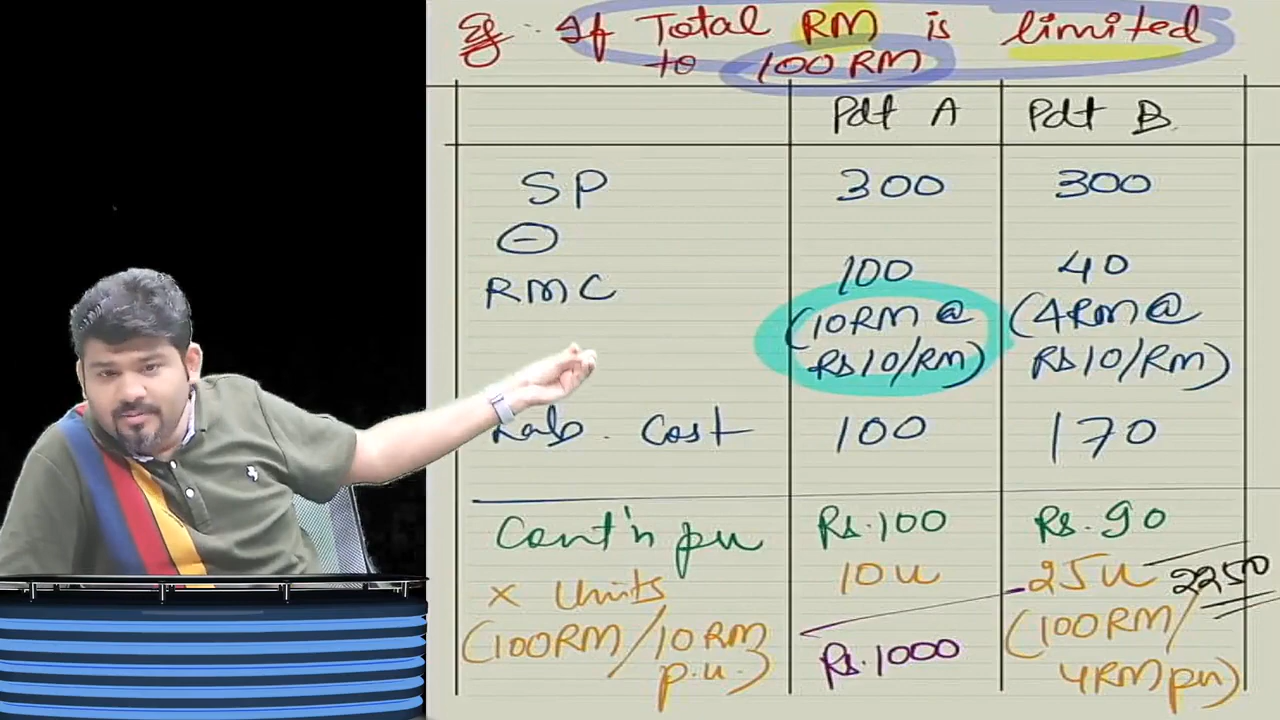 Eg. If Total RM is limited
to 100 RM
Pdt A Pdt B
SP 300 300
⊖
RMC 100 40
(10RM @ (4RM @
Rs10/RM) Rs10/RM)
Lab. Cost 100 170
Cont'n pu Rs.100 Rs.90
× Units 10u 25u 2250
(100RM/10RM (100RM/
p.u.) Rs.1000 4RM pu)